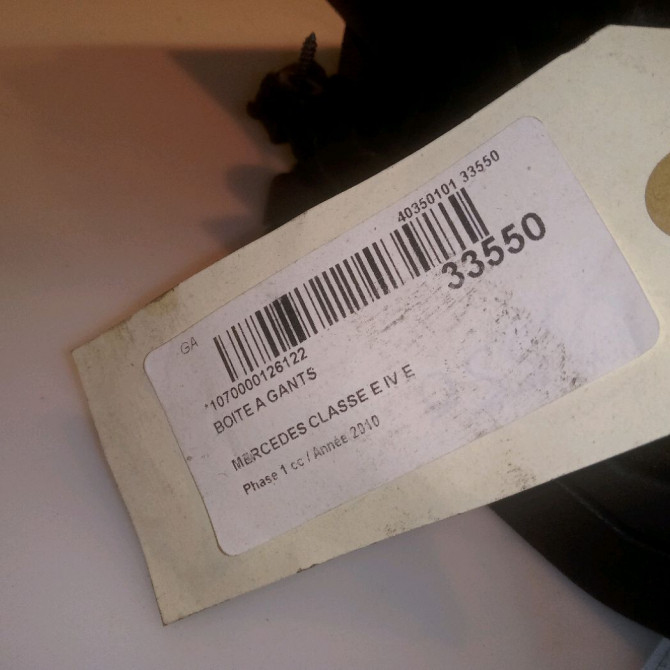 40350101 33550
GA
33550
*1070000126122
BOITE A GANTS
MERCEDES CLASSE E IV E
Phase 1 cc / Année 2010